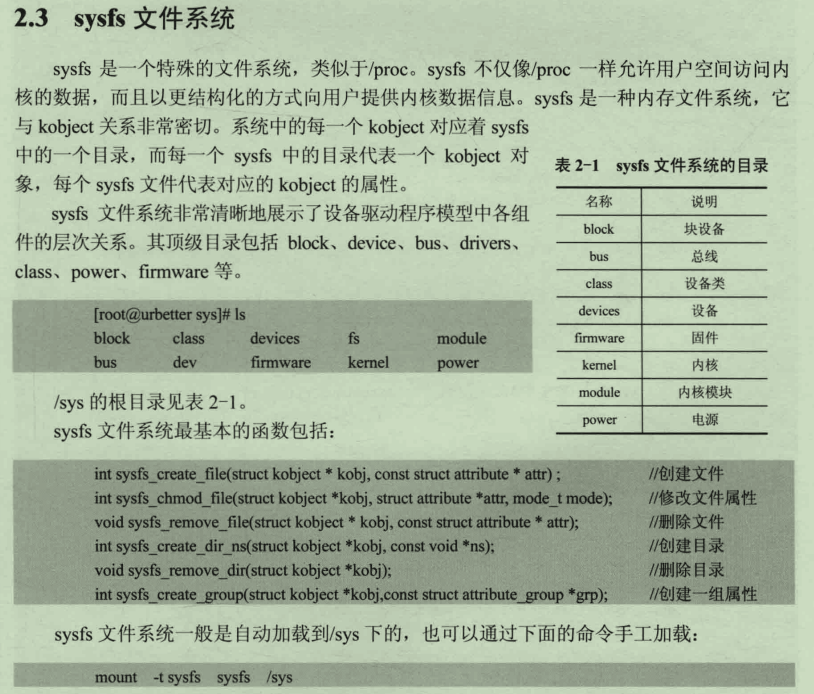 2.3 sysfs 文件系统
sysfs 是一个特殊的文件系统，类似于/proc。sysfs 不仅像/proc 一样允许用户空间访问内
核的数据，而且以更结构化的方式向用户提供内核数据信息。sysfs 是一种内存文件系统，它
与 kobject 关系非常密切。系统中的每一个 kobject 对应着 sysfs
中的一个目录，而每一个 sysfs 中的目录代表一个 kobject 对
象，每个 sysfs 文件代表对应的 kobject 的属性。
sysfs 文件系统非常清晰地展示了设备驱动程序模型中各组
件的层次关系。其顶级目录包括 block、device、bus、drivers、
class、power、firmware 等。
[root@urbetter sys]# ls
block class devices fs module
bus dev firmware kernel power
/sys 的根目录见表 2-1。
sysfs 文件系统最基本的函数包括：
表 2-1 sysfs 文件系统的目录
名称 说明
block 块设备
bus 总线
class 设备类
devices 设备
firmware 固件
kernel 内核
module 内核模块
power 电源
int sysfs_create_file(struct kobject * kobj, const struct attribute * attr) ; //创建文件
int sysfs_chmod_file(struct kobject *kobj, struct attribute *attr, mode_t mode); //修改文件属性
void sysfs_remove_file(struct kobject * kobj, const struct attribute * attr); //删除文件
int sysfs_create_dir_ns(struct kobject *kobj, const void *ns); //创建目录
void sysfs_remove_dir(struct kobject *kobj); //删除目录
int sysfs_create_group(struct kobject *kobj,const struct attribute_group *grp); //创建一组属性
sysfs 文件系统一般是自动加载到/sys 下的，也可以通过下面的命令手工加载：
mount -t sysfs sysfs /sys